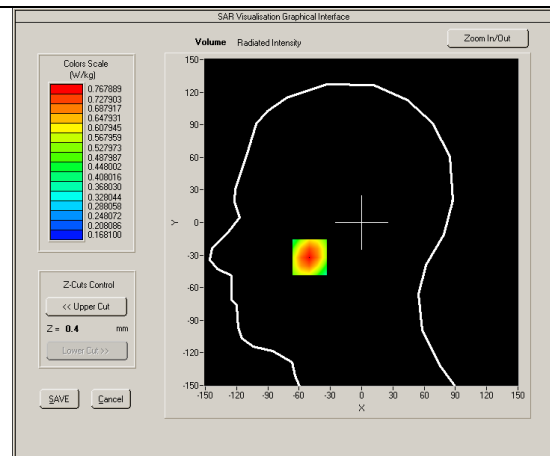 SAR Visualisation Graphical Interface
Volume Radiated Intensity
Zoom In/Out
Colors Scale
(W/kg)
0.767889
0.727903
0.687917
0.647931
0.607945
0.567959
0.527973
0.487987
0.448002
0.408016
0.368030
0.328044
0.288058
0.248072
0.208086
0.168100
Z-Cuts Control
<< Upper Cut
Z = 0.4 mm
Lower Cut >>
SAVE Cancel
Y
150
120
90
60
30
0
-30
-60
-90
-120
-150
-150 -120 -90 -60 -30 0 30 60 90 120 150
X